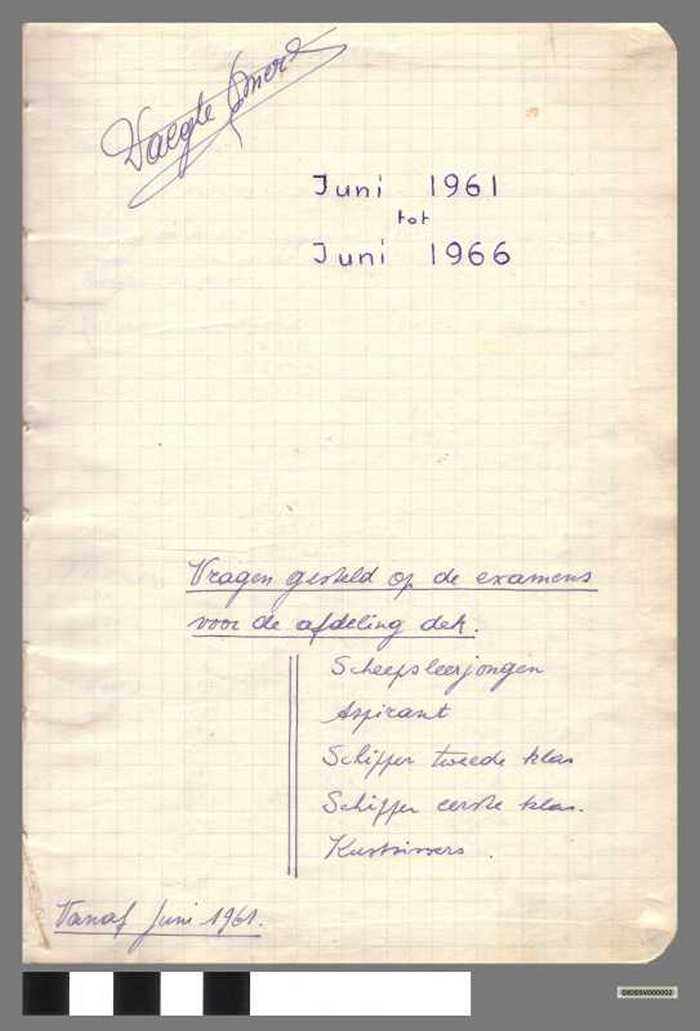 Daegle Omer
Juni 1961
tot
Juni 1966
Vragen gesteld op de examens
voor de afdeling dek.
Scheepsleerjongen
Aspirant
Schipper tweede klas
Schipper eerste klas.
Kustvissers.
Vanaf Juni 1961.